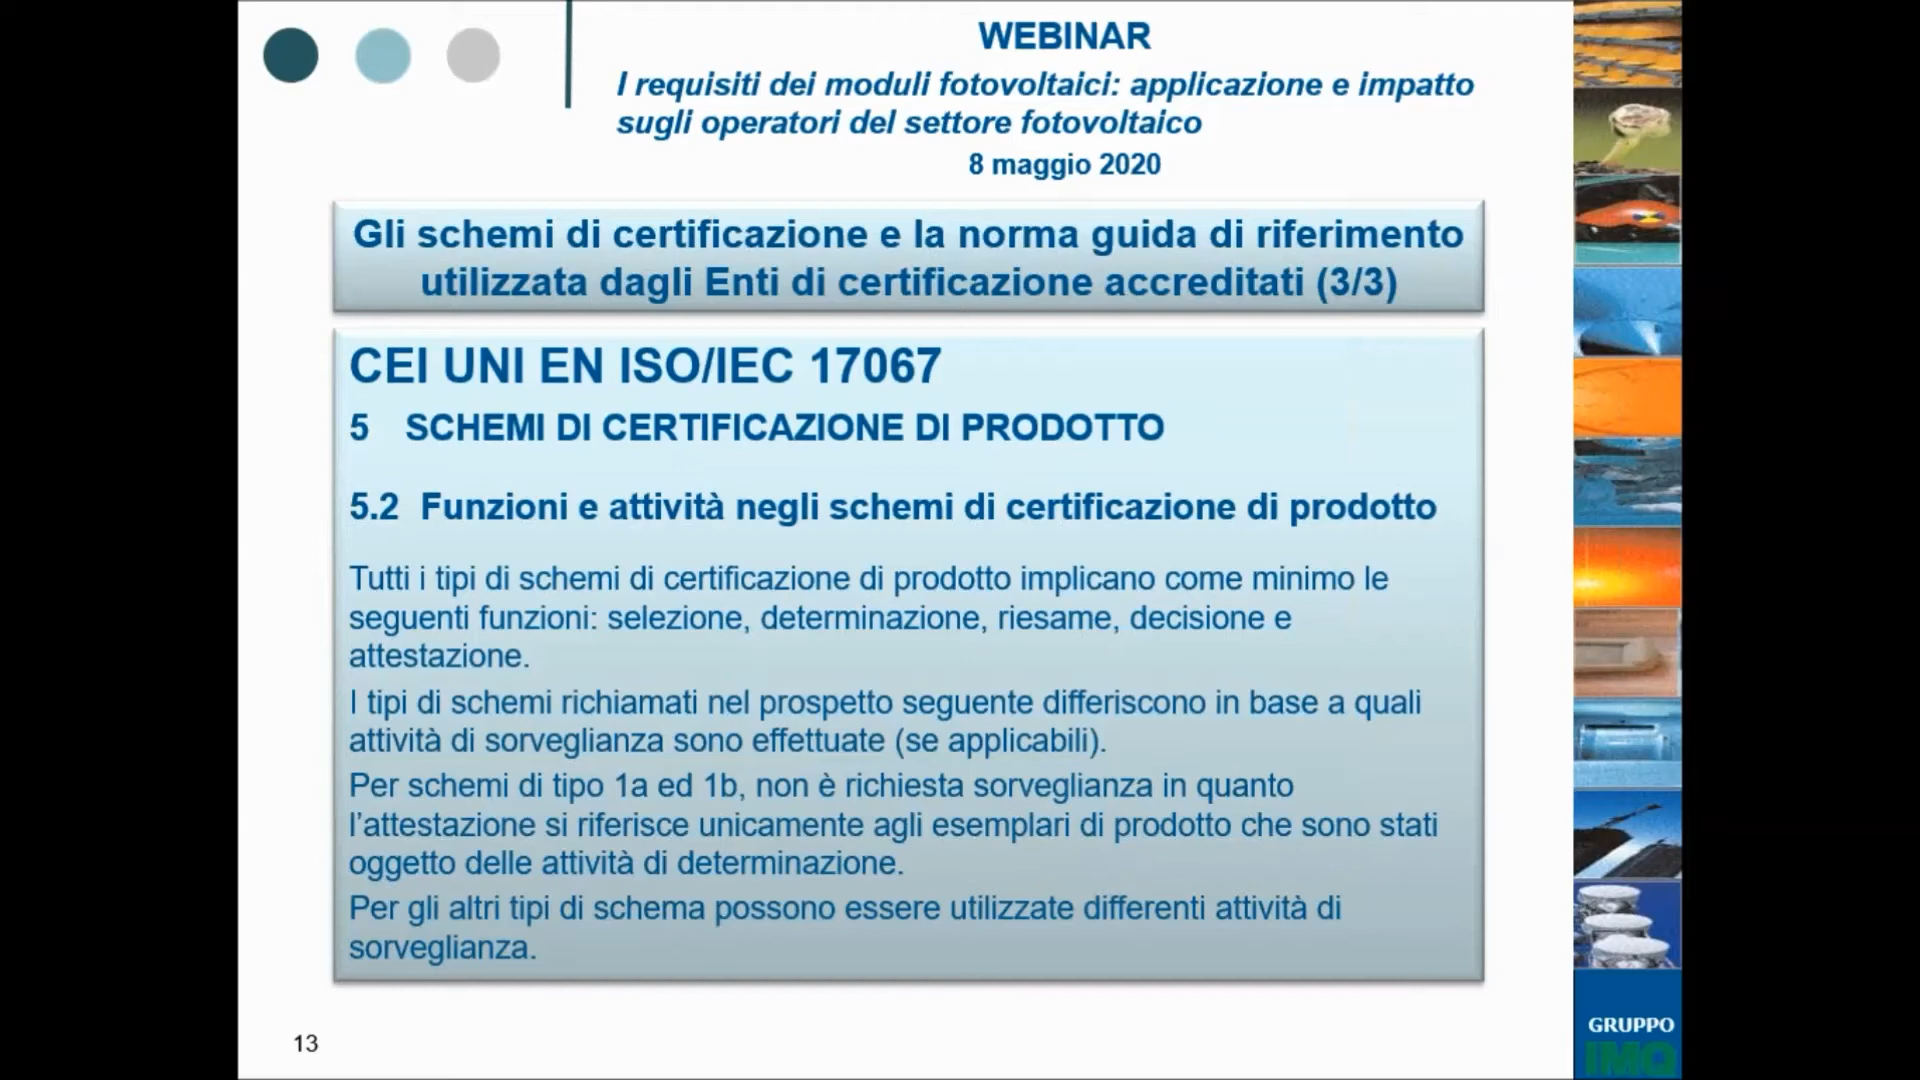 WEBINAR
I requisiti dei moduli fotovoltaici: applicazione e impatto
sugli operatori del settore fotovoltaico
8 maggio 2020
Gli schemi di certificazione e la norma guida di riferimento
utilizzata dagli Enti di certificazione accreditati (3/3)
CEI UNI EN ISO/IEC 17067
5 SCHEMI DI CERTIFICAZIONE DI PRODOTTO
5.2 Funzioni e attività negli schemi di certificazione di prodotto
Tutti i tipi di schemi di certificazione di prodotto implicano come minimo le
seguenti funzioni: selezione, determinazione, riesame, decisione e
attestazione.
I tipi di schemi richiamati nel prospetto seguente differiscono in base a quali
attività di sorveglianza sono effettuate (se applicabili).
Per schemi di tipo 1a ed 1b, non è richiesta sorveglianza in quanto
l’attestazione si riferisce unicamente agli esemplari di prodotto che sono stati
oggetto delle attività di determinazione.
Per gli altri tipi di schema possono essere utilizzate differenti attività di
sorveglianza.
13
GRUPPO
IMQ